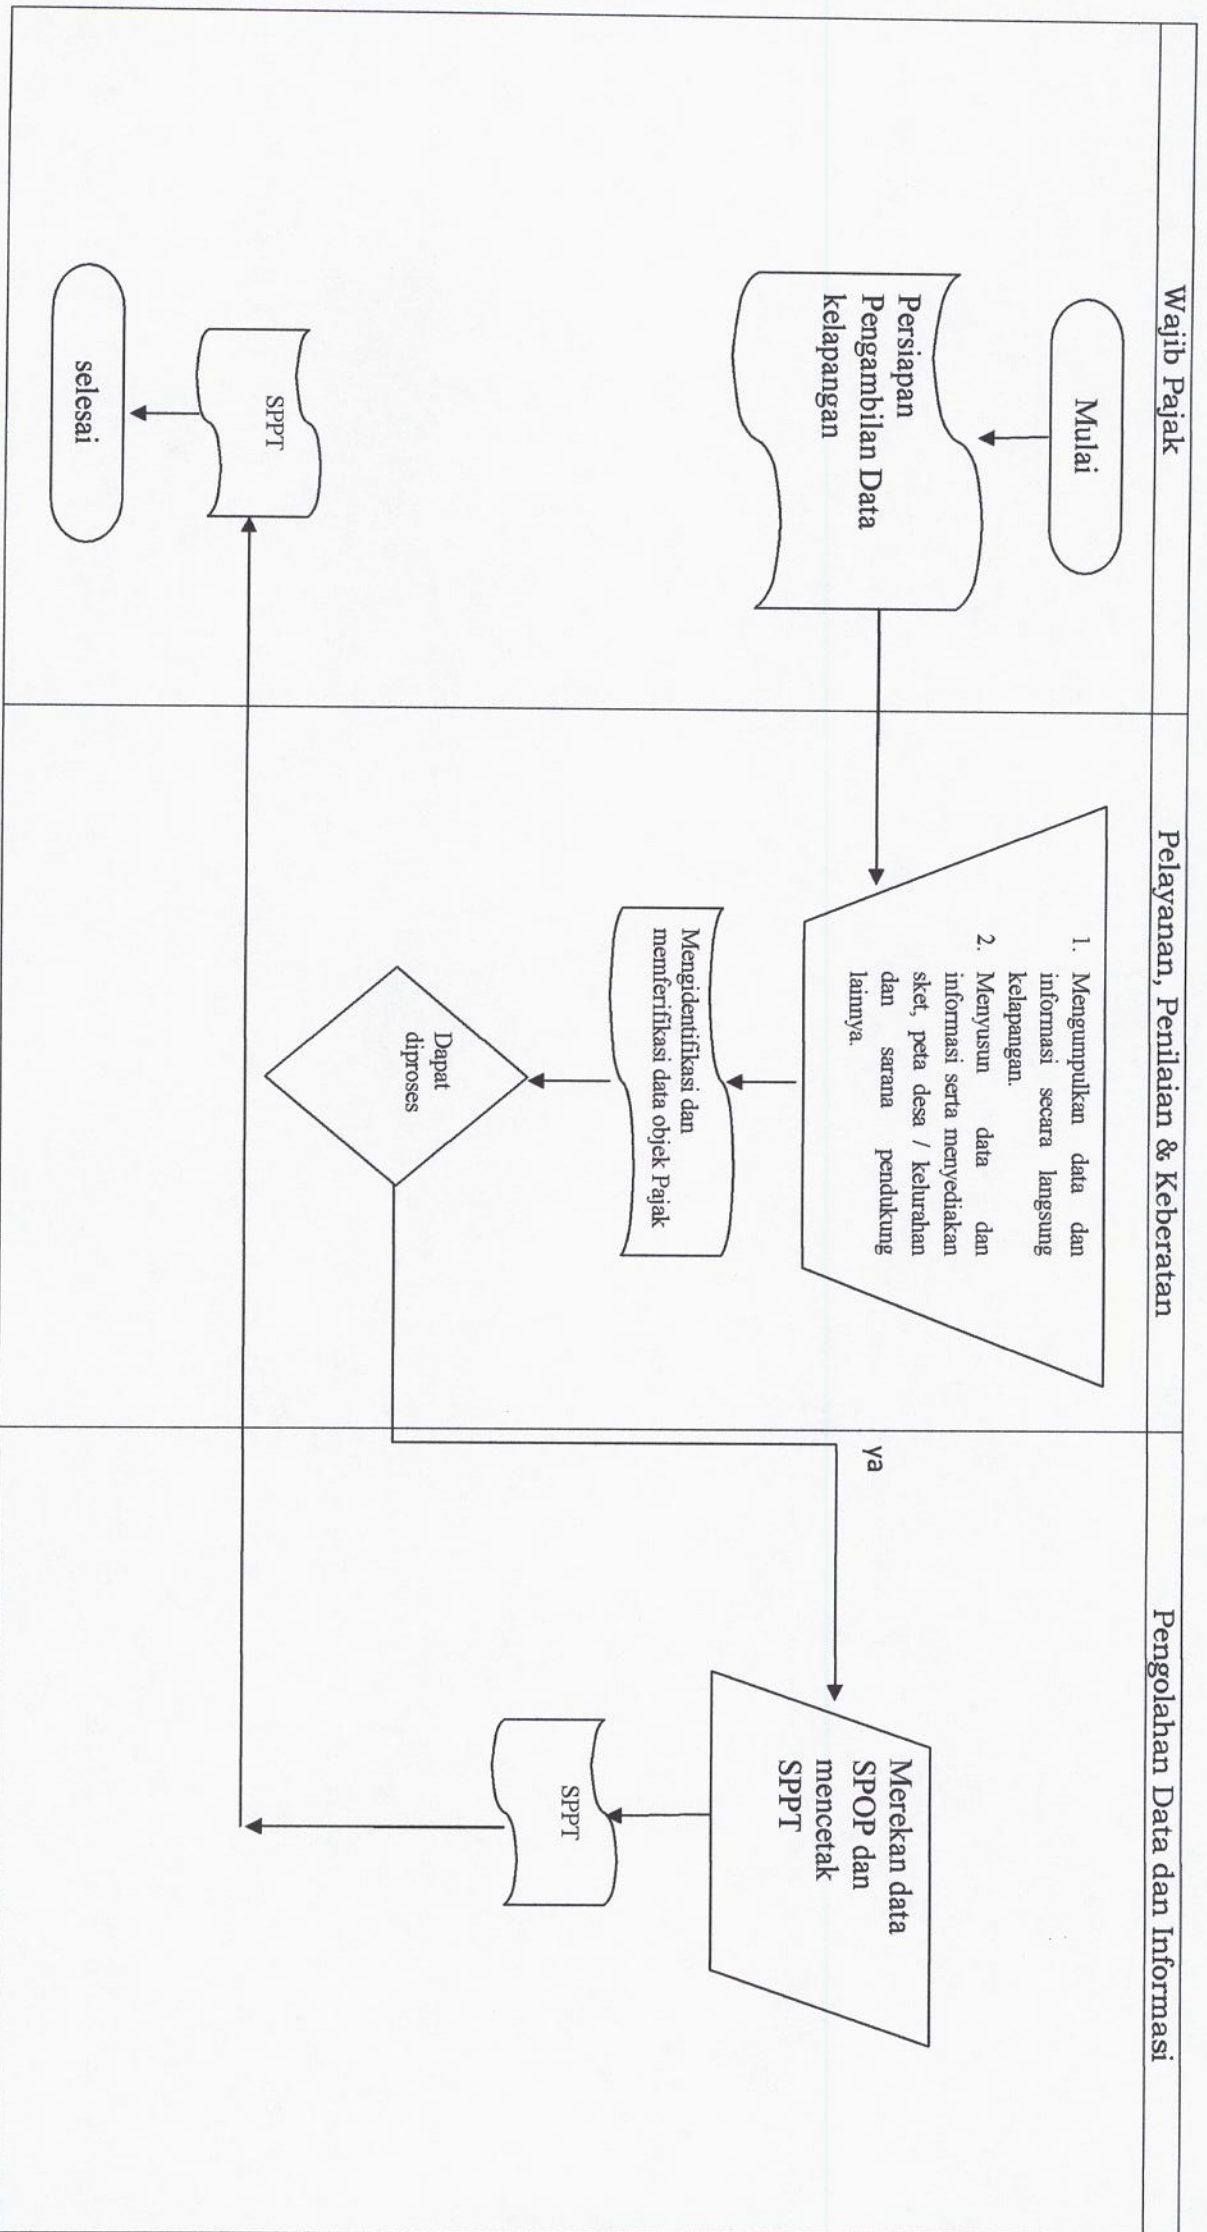 Wajib Pajak
Pelayanan, Penilaian & Keberatan
Pengolahan Data dan Informasi
Mulai
Persiapan
Pengambilan Data
kelapangan
1. Mengumpulkan data dan
informasi secara langsung
kelapangan.
2. Menyusun data dan
informasi serta menyediakan
sket, peta desa / kelurahan
dan sarana pendukung
lainnya.
Mengidentifikasi dan
memferifikasi data objek Pajak
Dapat
diproses
ya
Merekan data
SPOP dan
mencetak
SPPT
SPPT
SPPT
selesai